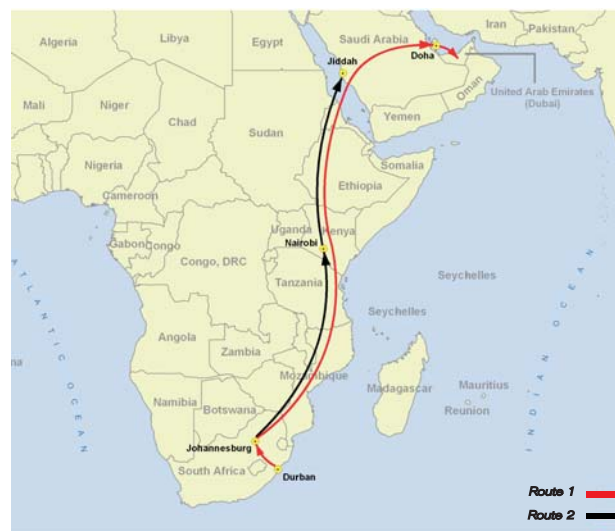 Algeria
Libya
Egypt
Saudi Arabia
Iran
Pakistan
Jiddah
Doha
United Arab Emirates
(Dubai)
Oman
Mali
Niger
Chad
Sudan
Yemen
Nigeria
Somalia
Ethiopia
Cameroon
Gabon
Congo
Uganda
Kenya
Nairobi
Congo, DRC
Tanzania
Seychelles
Seychelles
ATLANTIC OCEAN
INDIAN OCEAN
Angola
Zambia
Mozambique
Madagascar
Mauritius
Reunion
Namibia
Botswana
Johannesburg
South Africa
Durban
Route 1
Route 2